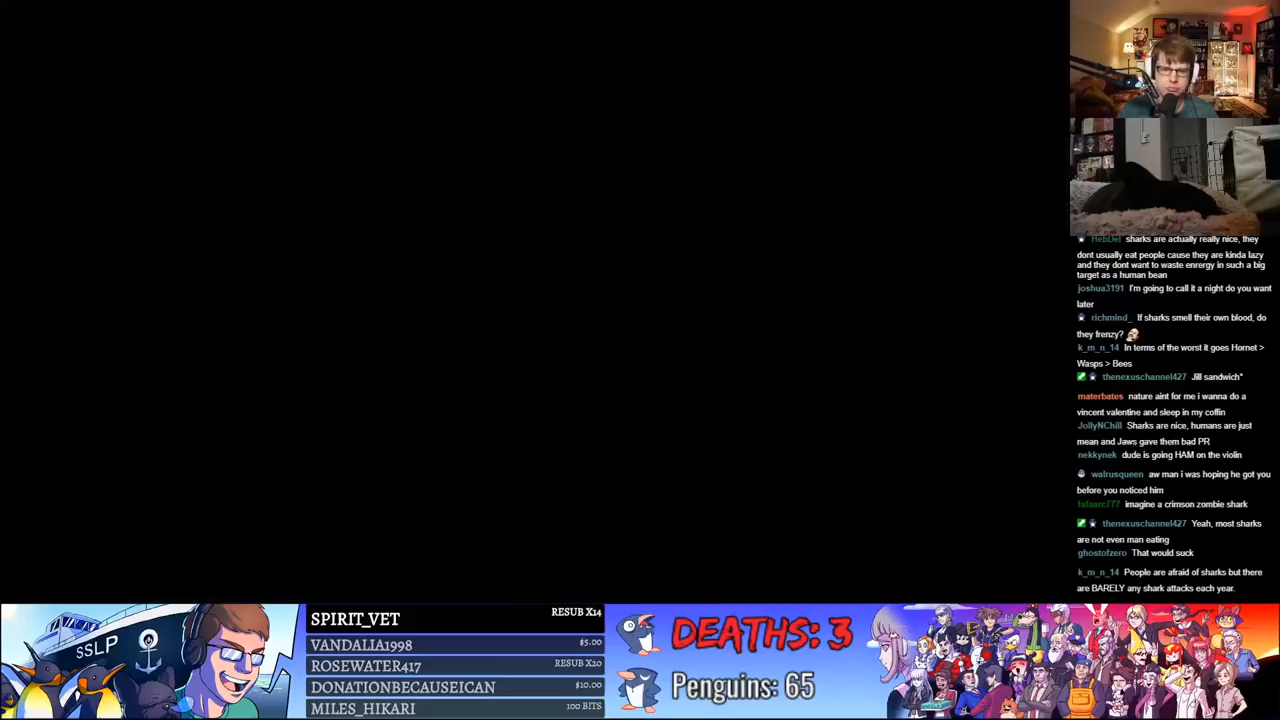 HebDel sharks are actually really nice, they
dont usually eat people cause they are kinda lazy
and they dont want to waste enrergy in such a big
target as a human bean
joshua3191 I'm going to call it a night do you want
later
richmind_ If sharks smell their own blood, do
they frenzy?
k_m_n_14 In terms of the worst it goes Hornet >
Wasps > Bees
thenexuschannel427 Jill sandwich*
materbates nature aint for me i wanna do a
vincent valentine and sleep in my coffin
JollyNChill Sharks are nice, humans are just
mean and Jaws gave them bad PR
nekkynek dude is going HAM on the violin
walrusqueen aw man i was hoping he got you
before you noticed him
fafaarc777 imagine a crimson zombie shark
thenexuschannel427 Yeah, most sharks
are not even man eating
ghostofzero That would suck
k_m_n_14 People are afraid of sharks but there
are BARELY any shark attacks each year.
SSLP
SPIRIT_VET RESUB X14
VANDALIA1998 $5.00
ROSEWATER417 RESUB X20
DONATIONBECAUSEICAN $10.00
MILES_HIKARI 100 BITS
DEATHS: 3
Penguins: 65